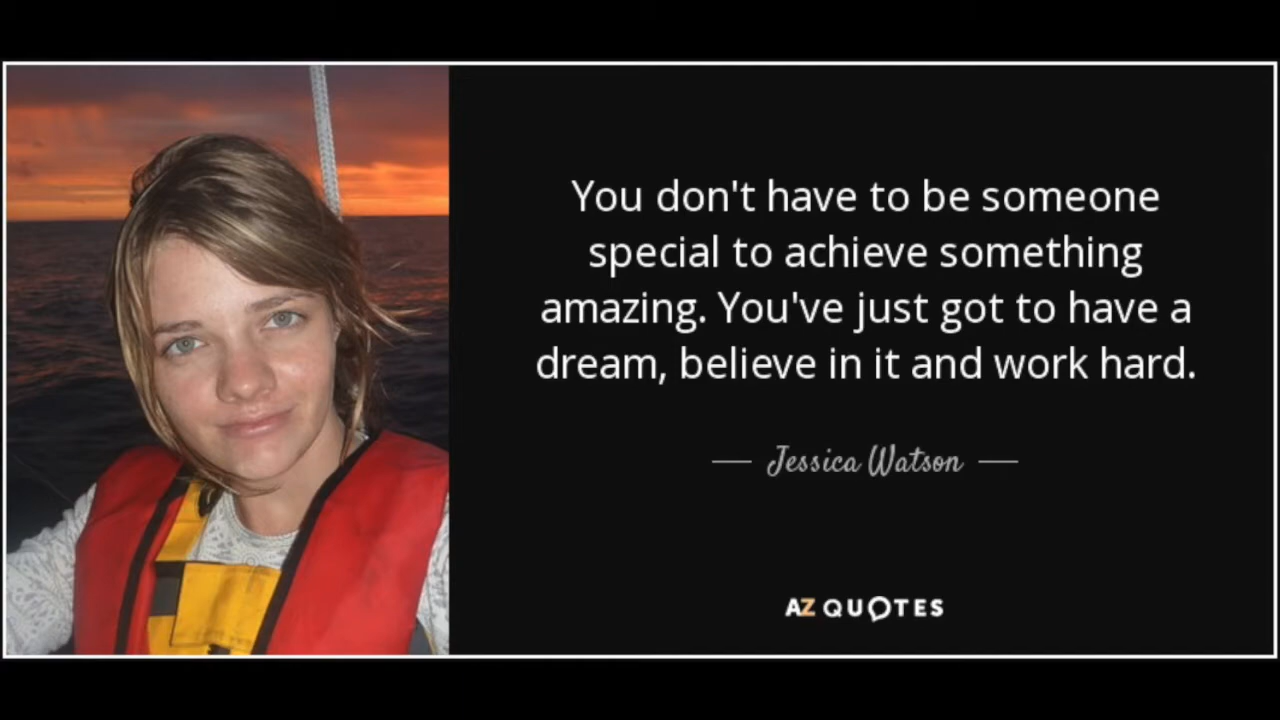 You don't have to be someone
special to achieve something
amazing. You've just got to have a
dream, believe in it and work hard.
Jessica Watson
AZ QUOTES